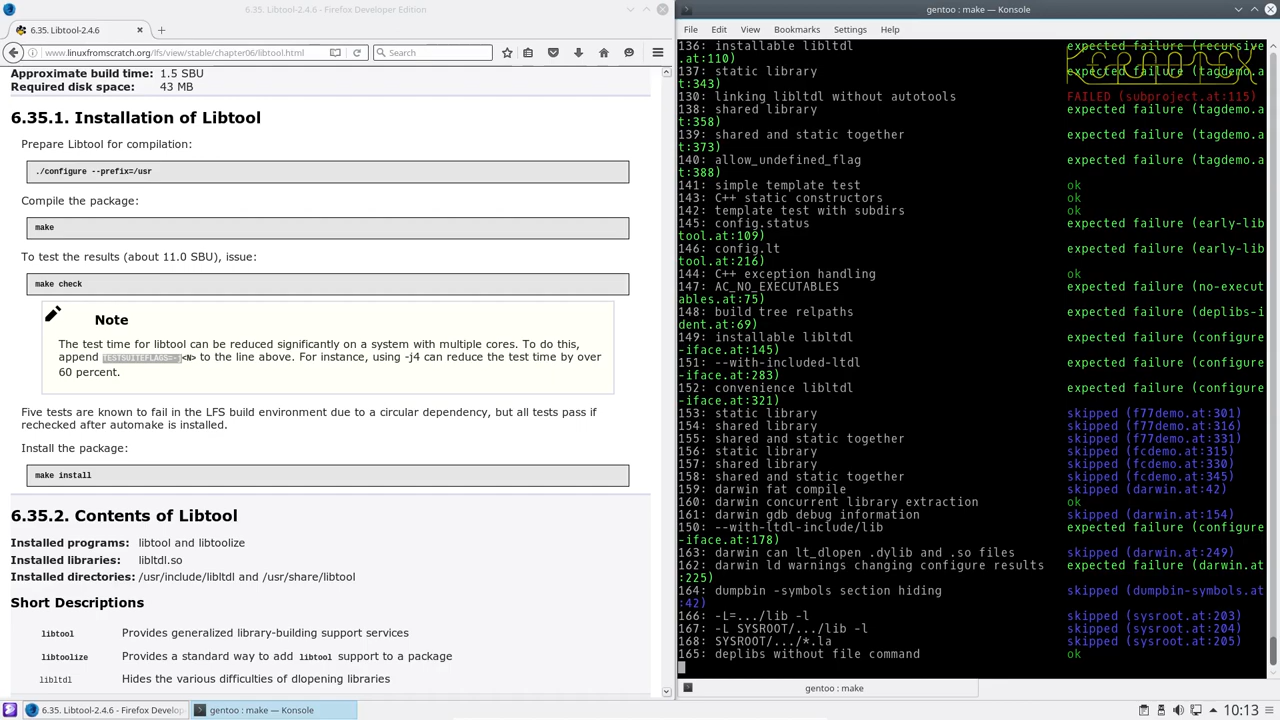 6.35. Libtool-2.4.6 - Firefox Developer Edition
6.35. Libtool-2.4.6
www.linuxfromscratch.org/lfs/view/stable/chapter06/libtool.html
Search
Approximate build time: 1.5 SBU
Required disk space: 43 MB
6.35.1. Installation of Libtool
Prepare Libtool for compilation:
./configure --prefix=/usr
Compile the package:
make
To test the results (about 11.0 SBU), issue:
make check
Note
The test time for libtool can be reduced significantly on a system with multiple cores. To do this,
append TESTSUITEFLAGS=-j<N> to the line above. For instance, using -j4 can reduce the test time by over
60 percent.
Five tests are known to fail in the LFS build environment due to a circular dependency, but all tests pass if
rechecked after automake is installed.
Install the package:
make install
6.35.2. Contents of Libtool
Installed programs: libtool and libtoolize
Installed libraries: libltdl.so
Installed directories: /usr/include/libltdl and /usr/share/libtool
Short Descriptions
libtool Provides generalized library-building support services
libtoolize Provides a standard way to add libtool support to a package
libltdl Hides the various difficulties of dlopening libraries
gentoo : make — Konsole
File Edit View Bookmarks Settings Help
136: installable libltdl expected failure (recursive
.at:110)
137: static library expected failure (tagdemo.a
t:343)
130: linking libltdl without autotools FAILED (subproject.at:115)
138: shared library expected failure (tagdemo.a
t:358)
139: shared and static together expected failure (tagdemo.a
t:373)
140: allow_undefined_flag expected failure (tagdemo.a
t:388)
141: simple template test ok
143: C++ static constructors ok
142: template test with subdirs ok
145: config.status expected failure (early-lib
tool.at:109)
146: config.lt expected failure (early-lib
tool.at:216)
144: C++ exception handling ok
147: AC_NO_EXECUTABLES expected failure (no-execut
ables.at:75)
148: build tree relpaths expected failure (deplibs-i
dent.at:69)
149: installable libltdl expected failure (configure
-iface.at:145)
151: --with-included-ltdl expected failure (configure
-iface.at:283)
152: convenience libltdl expected failure (configure
-iface.at:321)
153: static library skipped (f77demo.at:301)
154: shared library skipped (f77demo.at:316)
155: shared and static together skipped (f77demo.at:331)
156: static library skipped (fcdemo.at:315)
157: shared library skipped (fcdemo.at:330)
158: shared and static together skipped (fcdemo.at:345)
159: darwin fat compile skipped (darwin.at:42)
160: darwin concurrent library extraction ok
161: darwin gdb debug information skipped (darwin.at:154)
150: --with-ltdl-include/lib expected failure (configure
-iface.at:178)
163: darwin can lt_dlopen .dylib and .so files skipped (darwin.at:249)
162: darwin ld warnings changing configure results expected failure (darwin.at
:225)
164: dumpbin -symbols section hiding skipped (dumpbin-symbols.at
:42)
166: -L=.../lib -l skipped (sysroot.at:203)
167: -L SYSROOT/.../lib -l skipped (sysroot.at:204)
168: SYSROOT/.../*.la skipped (sysroot.at:205)
165: deplibs without file command ok
gentoo : make
6.35. Libtool-2.4.6 - Firefox Develop
gentoo : make — Konsole
10:13